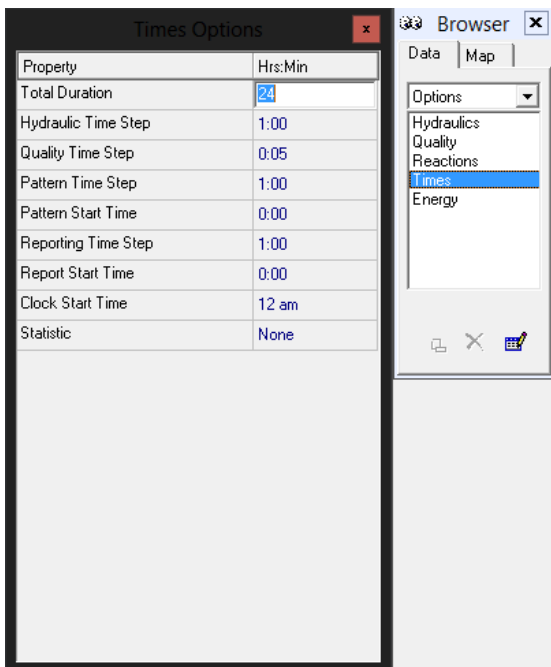 Times Options
x
Property Hrs:Min
Total Duration 24
Hydraulic Time Step 1:00
Quality Time Step 0:05
Pattern Time Step 1:00
Pattern Start Time 0:00
Reporting Time Step 1:00
Report Start Time 0:00
Clock Start Time 12 am
Statistic None
Browser
Data Map
Options
Hydraulics
Quality
Reactions
Times
Energy